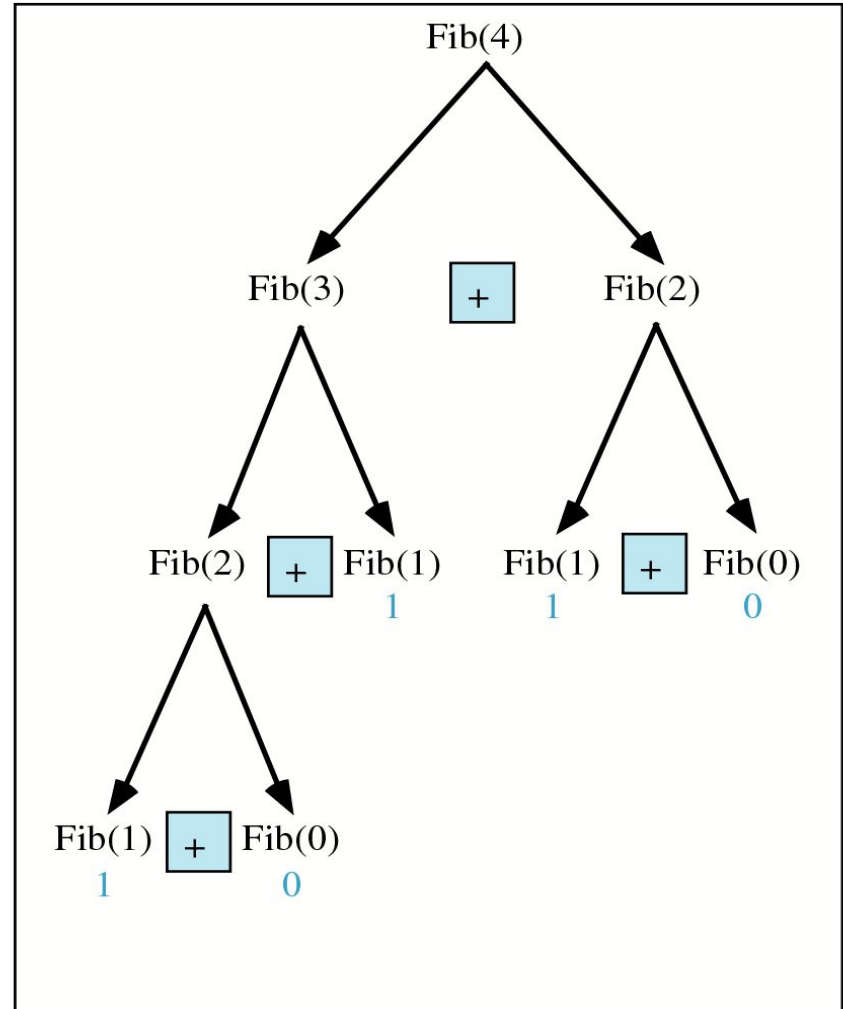 Fib(4)
Fib(3) + Fib(2)
Fib(2) + Fib(1) Fib(1) + Fib(0)
1 1 0
Fib(1) + Fib(0)
1 0